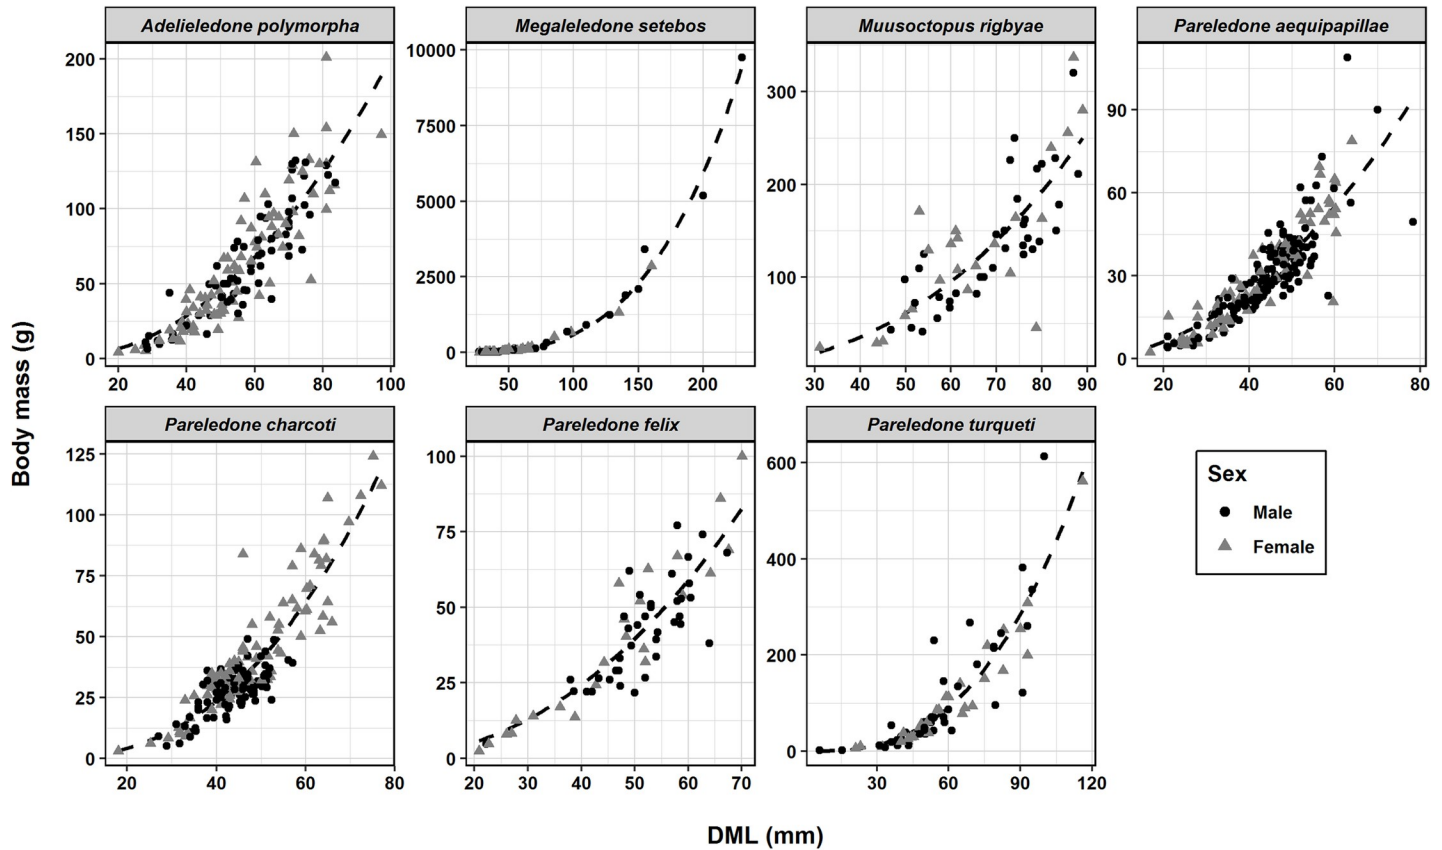 Adelieledone polymorpha
Megaleledone setebos
Muusoctopus rigbyae
Pareledone aequipapillae
200
150
100
50
0
20 40 60 80 100
10000
7500
5000
2500
0
50 100 150 200
300
200
100
30 40 50 60 70 80 90
90
60
30
0
20 40 60 80
Body mass (g)
Pareledone charcoti
Pareledone felix
Pareledone turqueti
125
100
75
50
25
0
20 40 60 80
100
75
50
25
0
20 30 40 50 60 70
600
400
200
0
30 60 90 120
Sex
Male
Female
DML (mm)